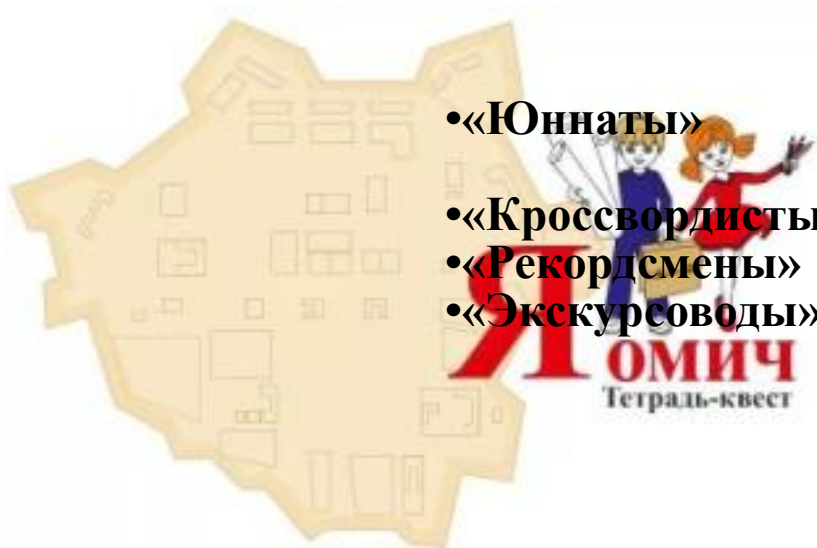 •«Юннаты»
•«Кроссвордисты
•«Рекордсмены»
•«Экскурсоводы»
Я ОМИЧ
Тетрадь-квест